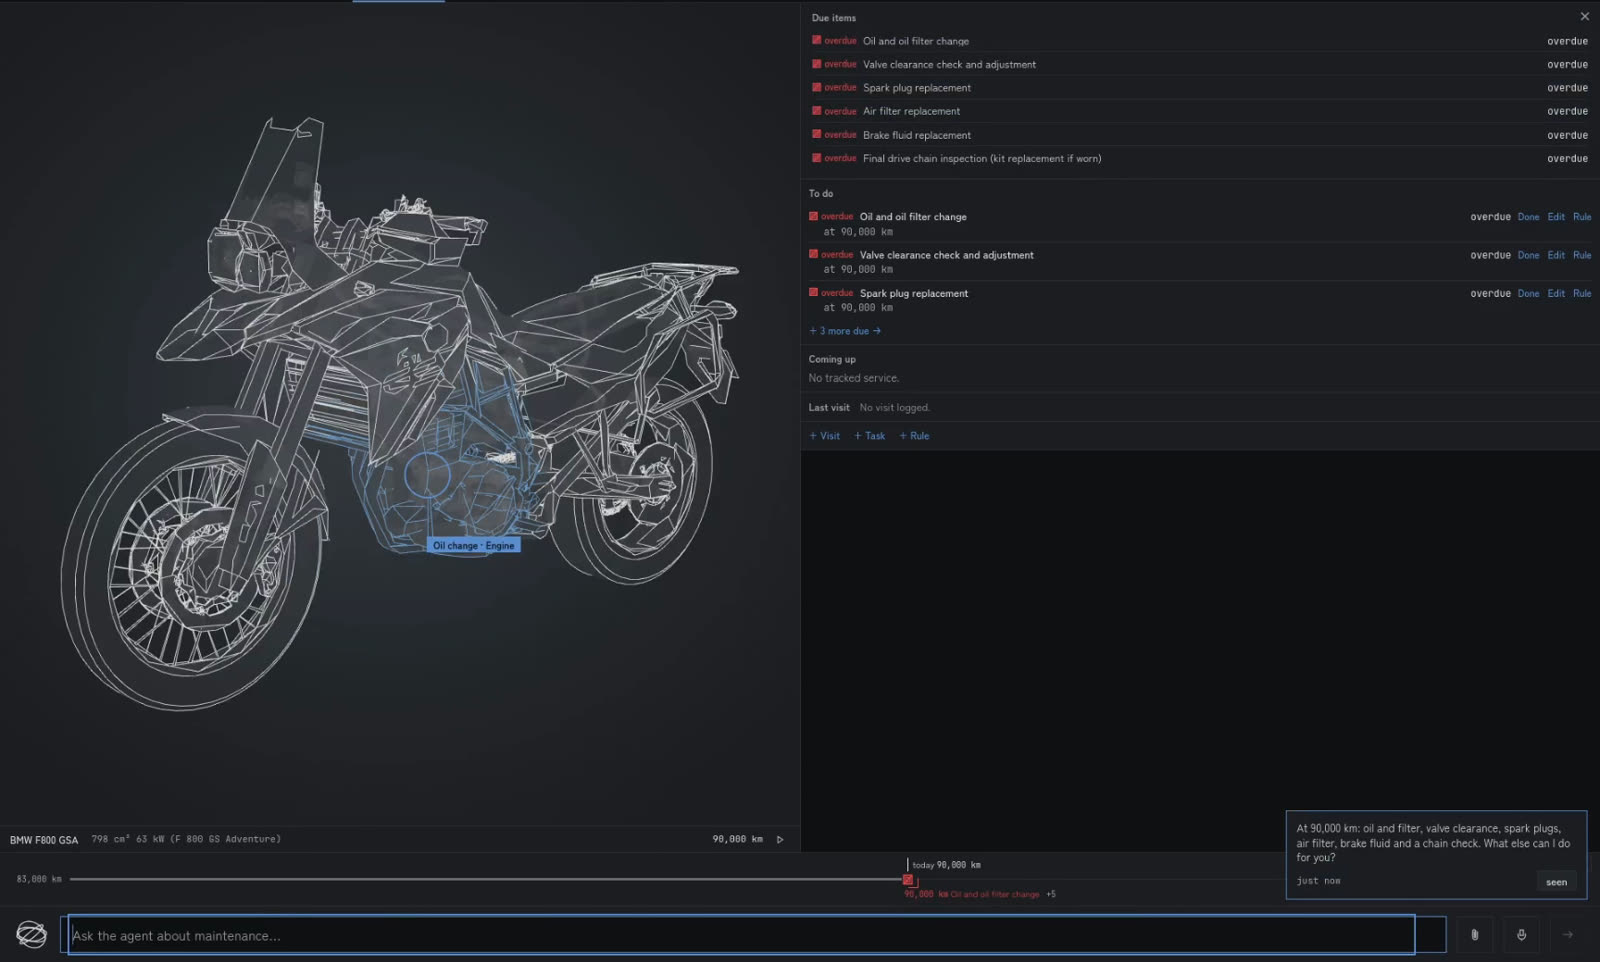 Due items
overdue Oil and oil filter change overdue
overdue Valve clearance check and adjustment overdue
overdue Spark plug replacement overdue
overdue Air filter replacement overdue
overdue Brake fluid replacement overdue
overdue Final drive chain inspection (kit replacement if worn) overdue
To do
overdue Oil and oil filter change overdue Done Edit Rule
at 90,000 km
overdue Valve clearance check and adjustment overdue Done Edit Rule
at 90,000 km
overdue Spark plug replacement overdue Done Edit Rule
at 90,000 km
+ 3 more due →
Coming up
No tracked service.
Last visit No visit logged.
+ Visit + Task + Rule
Oil change · Engine
BMW F800 GSA 798 cm³ 63 kW (F 800 GS Adventure) 90,000 km
At 90,000 km: oil and filter, valve clearance, spark plugs,
air filter, brake fluid and a chain check. What else can I do
for you?
just now seen
today 90,000 km
83,000 km
90,000 km Oil and oil filter change +5
Ask the agent about maintenance...